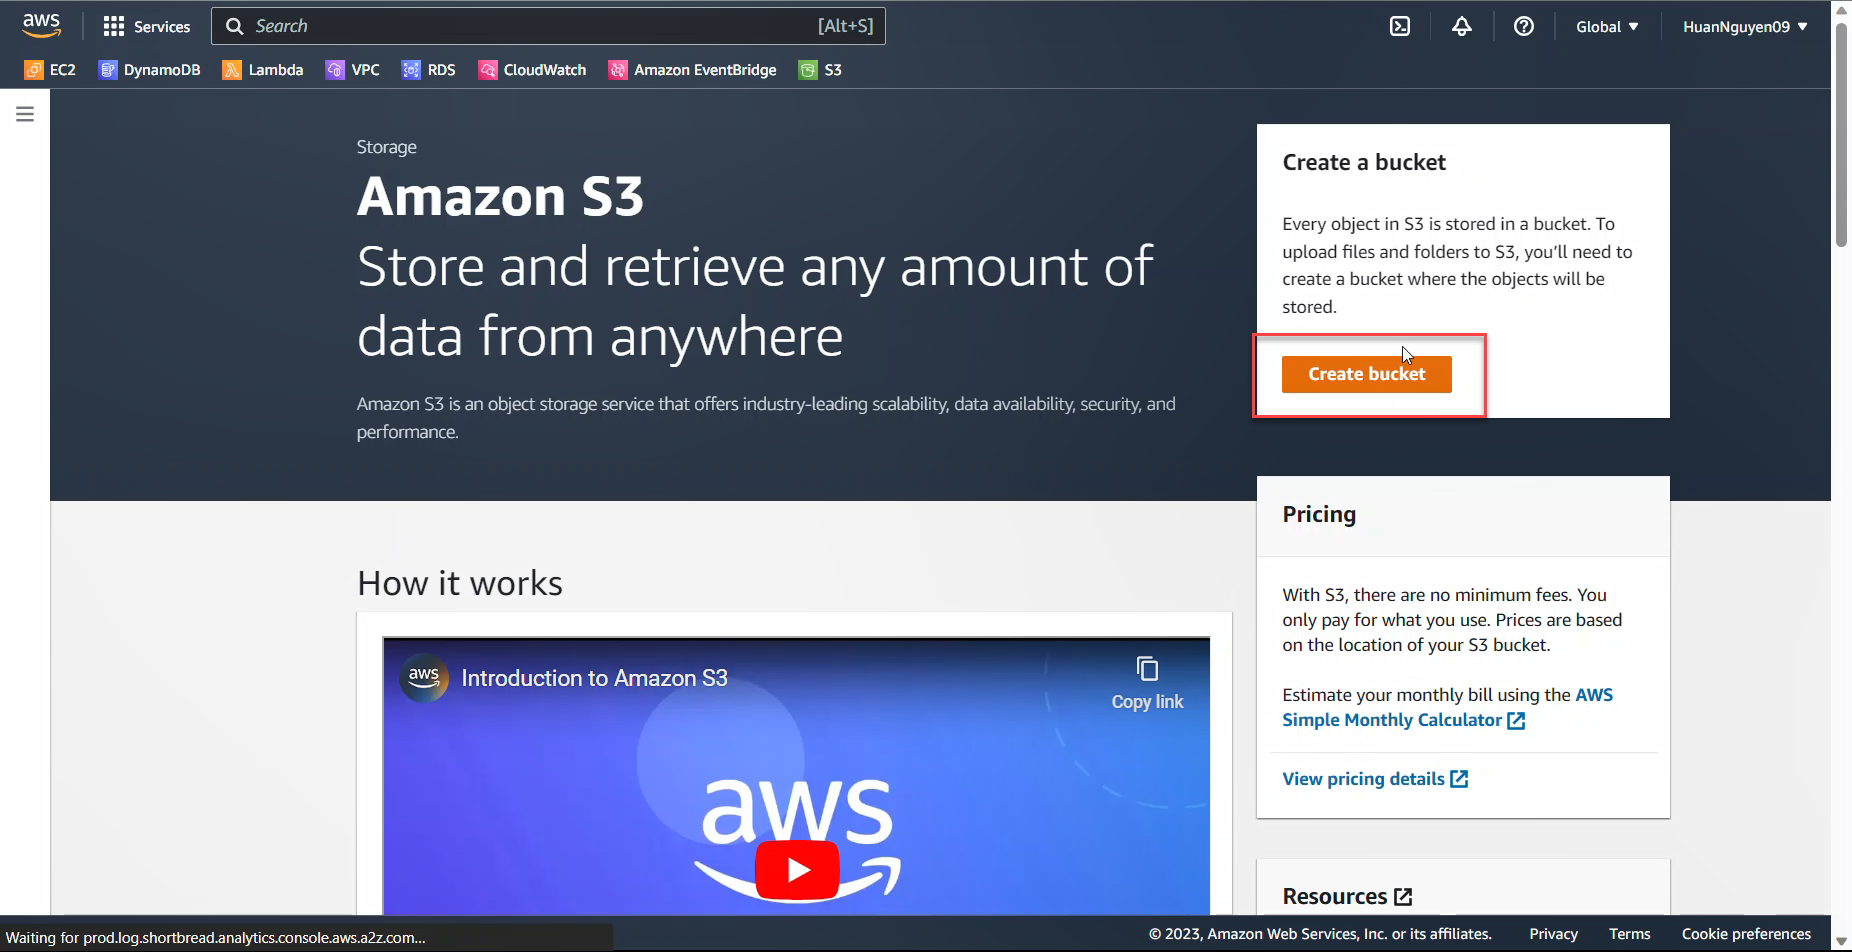 aws
Services
Search
[Alt+S]
Global
HuanNguyen09
EC2
DynamoDB
Lambda
VPC
RDS
CloudWatch
Amazon EventBridge
S3
Storage
Amazon S3
Store and retrieve any amount of
data from anywhere
Amazon S3 is an object storage service that offers industry-leading scalability, data availability, security, and
performance.
Create a bucket
Every object in S3 is stored in a bucket. To
upload files and folders to S3, you'll need to
create a bucket where the objects will be
stored.
Create bucket
Pricing
With S3, there are no minimum fees. You
only pay for what you use. Prices are based
on the location of your S3 bucket.
Estimate your monthly bill using the AWS
Simple Monthly Calculator
View pricing details
Resources
How it works
aws
Introduction to Amazon S3
Copy link
aws
Waiting for prod.log.shortbread.analytics.console.aws.a2z.com...
© 2023, Amazon Web Services, Inc. or its affiliates.
Privacy
Terms
Cookie preferences